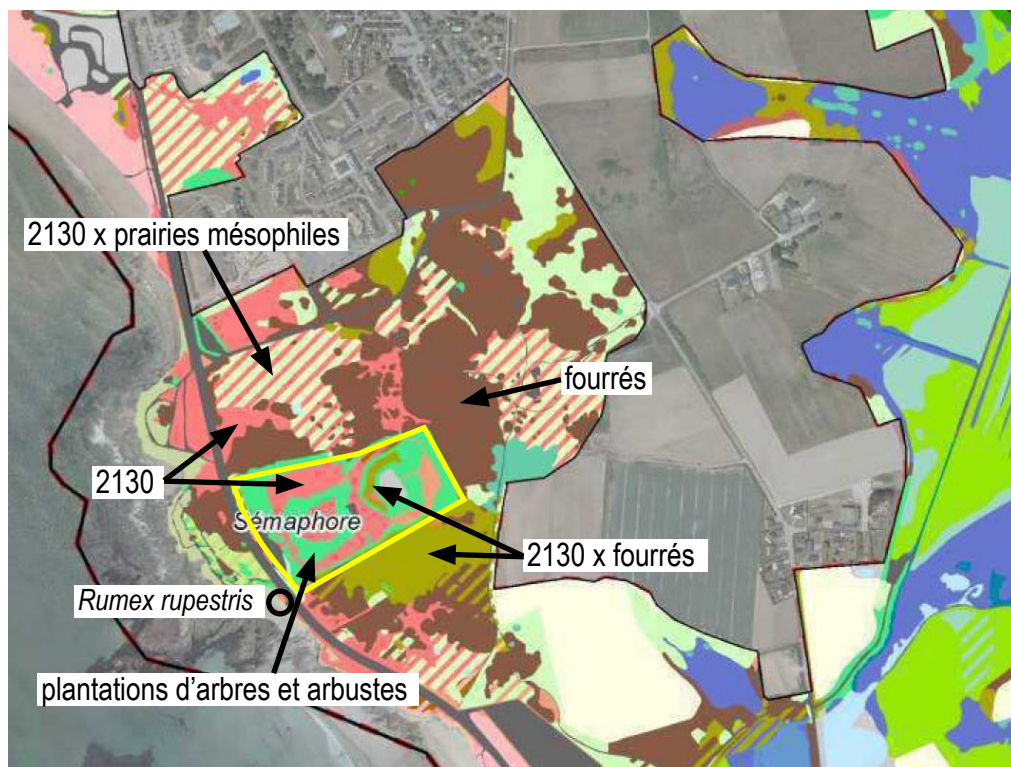 2130 x prairies mésophiles
fourrés
2130
Sémaphore
2130 x fourrés
Rumex rupestris
plantations d'arbres et arbustes